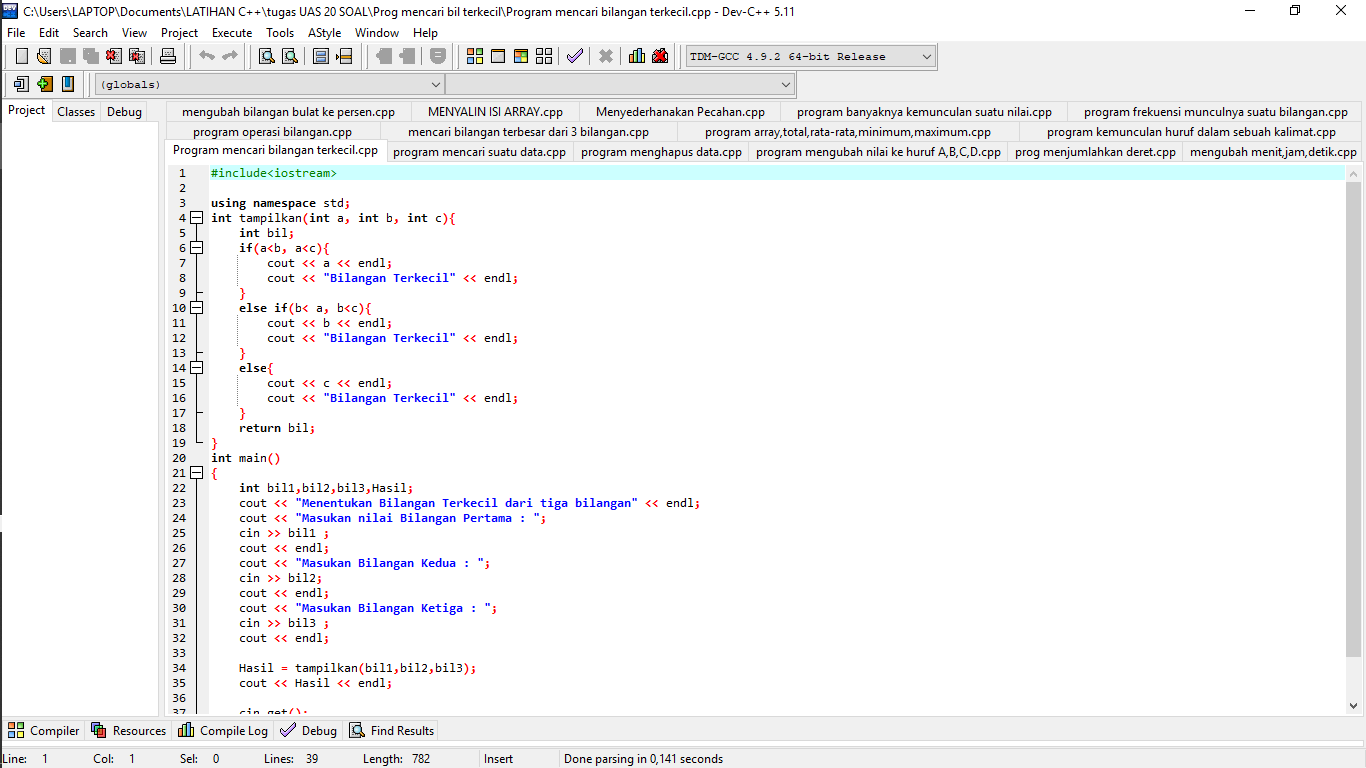 C:\Users\LAPTOP\Documents\LATIHAN C++\tugas UAS 20 SOAL\Prog mencari bil terkecil\Program mencari bilangan terkecil.cpp - Dev-C++ 5.11
File Edit Search View Project Execute Tools AStyle Window Help
TDM-GCC 4.9.2 64-bit Release
(globals)
Project Classes Debug
mengubah bilangan bulat ke persen.cpp MENYALIN ISI ARRAY.cpp Menyederhanakan Pecahan.cpp program banyaknya kemunculan suatu nilai.cpp program frekuensi munculnya suatu bilangan.cpp
program operasi bilangan.cpp mencari bilangan terbesar dari 3 bilangan.cpp program array,total,rata-rata,minimum,maximum.cpp program kemunculan huruf dalam sebuah kalimat.cpp
Program mencari bilangan terkecil.cpp program mencari suatu data.cpp program menghapus data.cpp program mengubah nilai ke huruf A,B,C,D.cpp prog menjumlahkan deret.cpp mengubah menit,jam,detik.cpp
1 #include<iostream>
2
3 using namespace std;
4 int tampilkan(int a, int b, int c){
5 int bil;
6 if(a<b, a<c){
7 cout << a << endl;
8 cout << "Bilangan Terkecil" << endl;
9 }
10 else if(b< a, b<c){
11 cout << b << endl;
12 cout << "Bilangan Terkecil" << endl;
13 }
14 else{
15 cout << c << endl;
16 cout << "Bilangan Terkecil" << endl;
17 }
18 return bil;
19 }
20 int main()
21 {
22 int bil1,bil2,bil3,Hasil;
23 cout << "Menentukan Bilangan Terkecil dari tiga bilangan" << endl;
24 cout << "Masukan nilai Bilangan Pertama : ";
25 cin >> bil1 ;
26 cout << endl;
27 cout << "Masukan Bilangan Kedua : ";
28 cin >> bil2;
29 cout << endl;
30 cout << "Masukan Bilangan Ketiga : ";
31 cin >> bil3 ;
32 cout << endl;
33
34 Hasil = tampilkan(bil1,bil2,bil3);
35 cout << Hasil << endl;
36
37 cin.get();
Compiler Resources Compile Log Debug Find Results
Line: 1 Col: 1 Sel: 0 Lines: 39 Length: 782 Insert Done parsing in 0,141 seconds